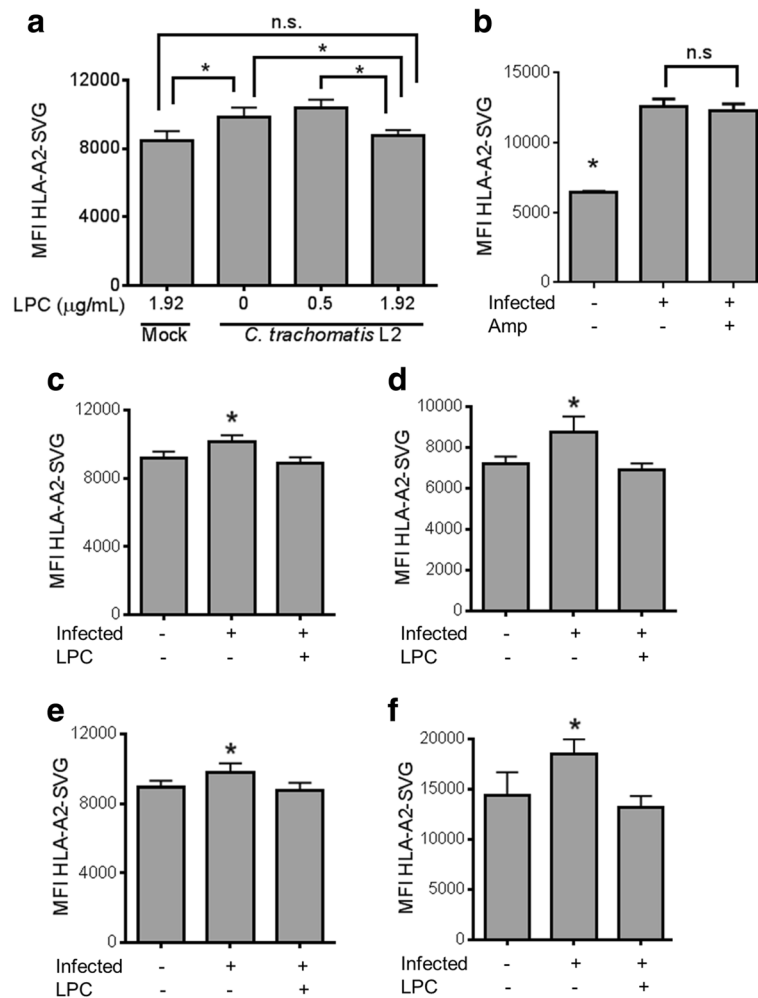 a
n.s.
*
*
*
MFI HLA-A2-SVG
12000
8000
4000
0
LPC (μg/mL) 1.92 0 0.5 1.92
Mock C. trachomatis L2
b
n.s
*
MFI HLA-A2-SVG
15000
10000
5000
0
Infected - + +
Amp - - +
c
*
MFI HLA-A2-SVG
12000
8000
4000
0
Infected - + +
LPC - - +
d
*
MFI HLA-A2-SVG
10000
8000
6000
4000
2000
0
Infected - + +
LPC - - +
e
*
MFI HLA-A2-SVG
12000
8000
4000
0
Infected - + +
LPC - - +
f
*
MFI HLA-A2-SVG
20000
15000
15000
10000
0
Infected - + +
LPC - - +